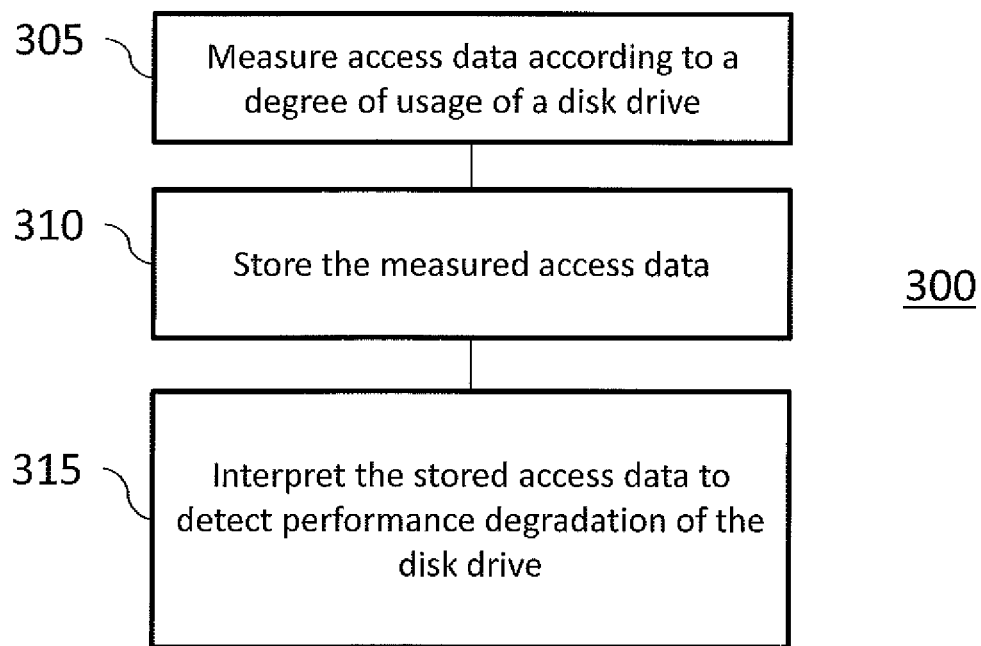 305
Measure access data according to a
degree of usage of a disk drive
310
Store the measured access data
300
315
Interpret the stored access data to
detect performance degradation of the
disk drive